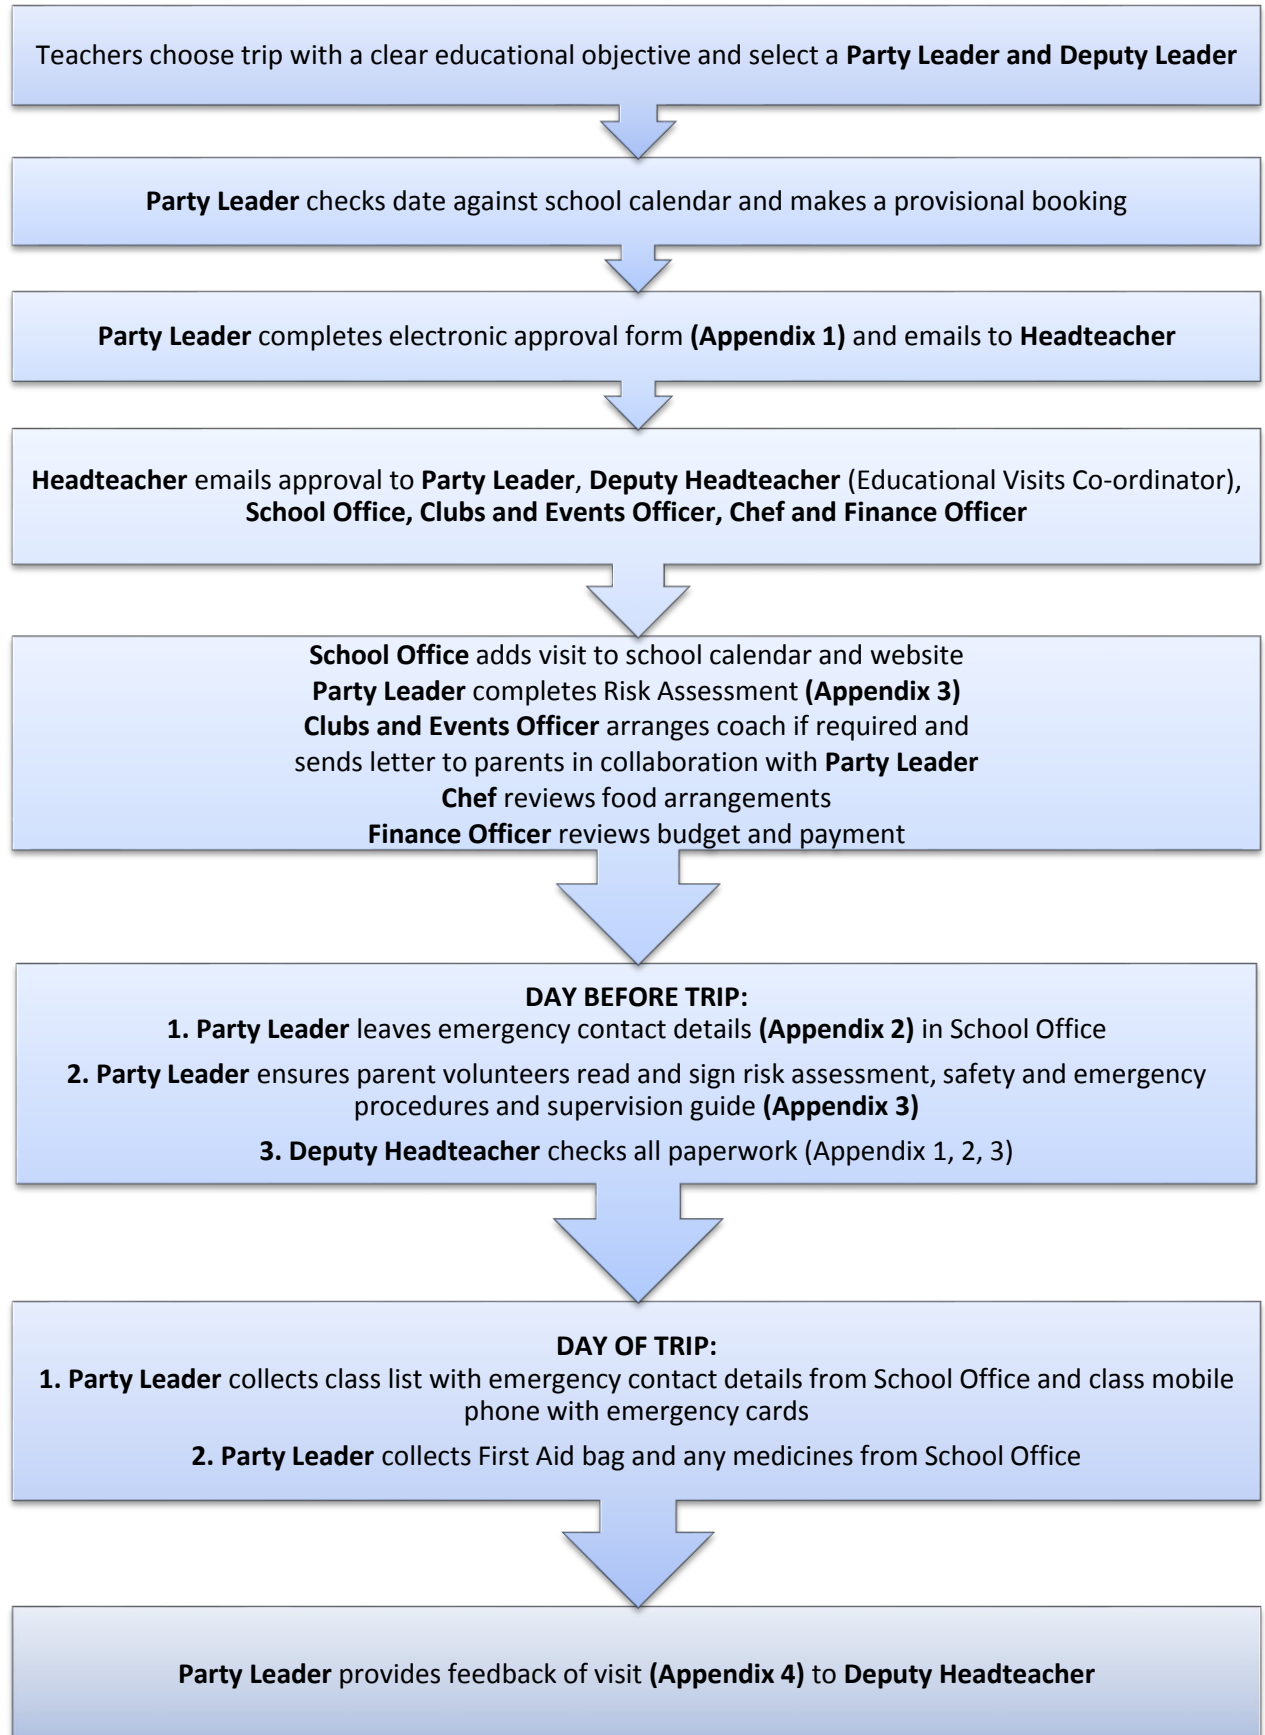 Teachers choose trip with a clear educational objective and select a Party Leader and Deputy Leader
Party Leader checks date against school calendar and makes a provisional booking
Party Leader completes electronic approval form (Appendix 1) and emails to Headteacher
Headteacher emails approval to Party Leader, Deputy Headteacher (Educational Visits Co-ordinator),
School Office, Clubs and Events Officer, Chef and Finance Officer
School Office adds visit to school calendar and website
Party Leader completes Risk Assessment (Appendix 3)
Clubs and Events Officer arranges coach if required and
sends letter to parents in collaboration with Party Leader
Chef reviews food arrangements
Finance Officer reviews budget and payment
DAY BEFORE TRIP:
1. Party Leader leaves emergency contact details (Appendix 2) in School Office
2. Party Leader ensures parent volunteers read and sign risk assessment, safety and emergency
procedures and supervision guide (Appendix 3)
3. Deputy Headteacher checks all paperwork (Appendix 1, 2, 3)
DAY OF TRIP:
1. Party Leader collects class list with emergency contact details from School Office and class mobile
phone with emergency cards
2. Party Leader collects First Aid bag and any medicines from School Office
Party Leader provides feedback of visit (Appendix 4) to Deputy Headteacher